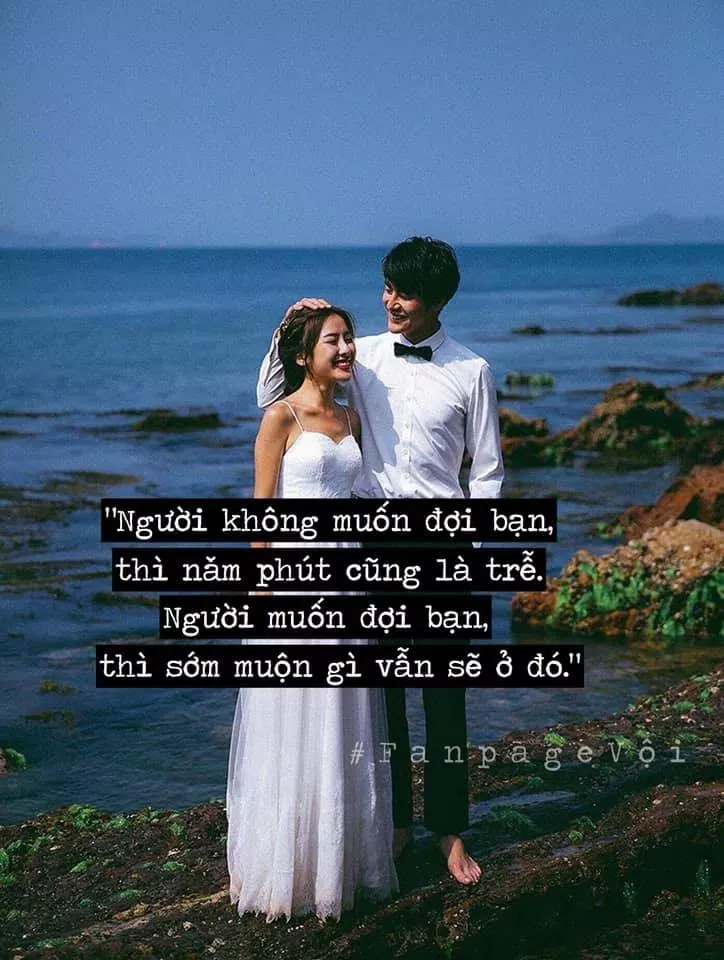 "Người không muốn đợi bạn,
thì năm phút cũng là trễ.
Người muốn đợi bạn,
thì sớm muộn gì vẫn sẽ ở đó."
#FanpageVội